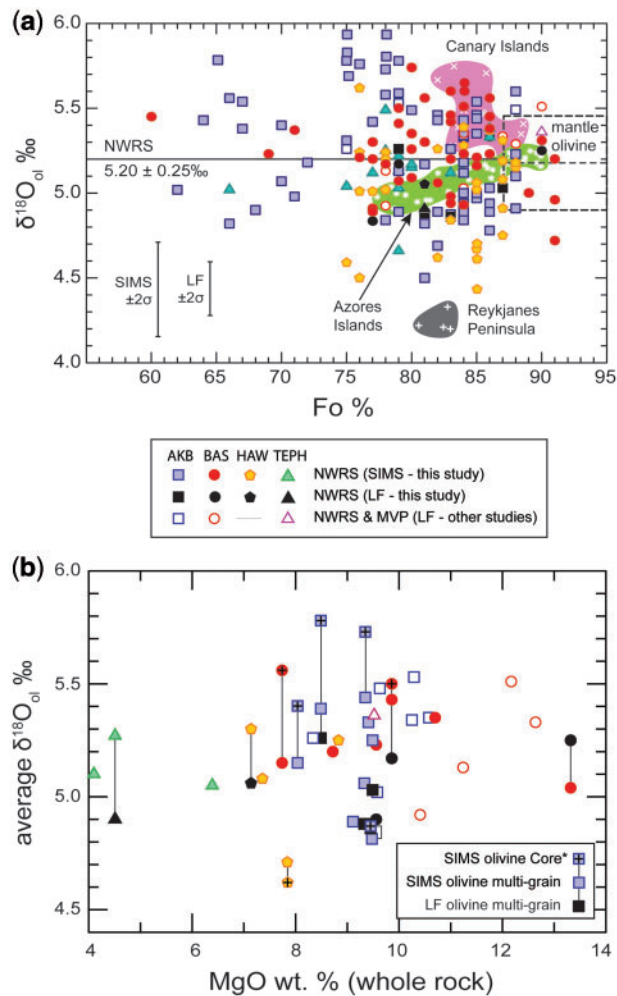 (a)
6.0
5.5
5.0
4.5
4.0
δ18Ool ‰
Canary Islands
NWRS
5.20 ± 0.25‰
mantle
olivine
SIMS
±2σ
LF
±2σ
Azores
Islands
Reykjanes
Peninsula
60 65 70 75 80 85 90 95
Fo %
AKB BAS HAW TEPH
NWRS (SIMS - this study)
NWRS (LF - this study)
NWRS & MVP (LF - other studies)
(b)
6.0
5.5
5.0
4.5
average δ18Ool ‰
SIMS olivine Core*
SIMS olivine multi-grain
LF olivine multi-grain
4 6 8 10 12 14
MgO wt. % (whole rock)